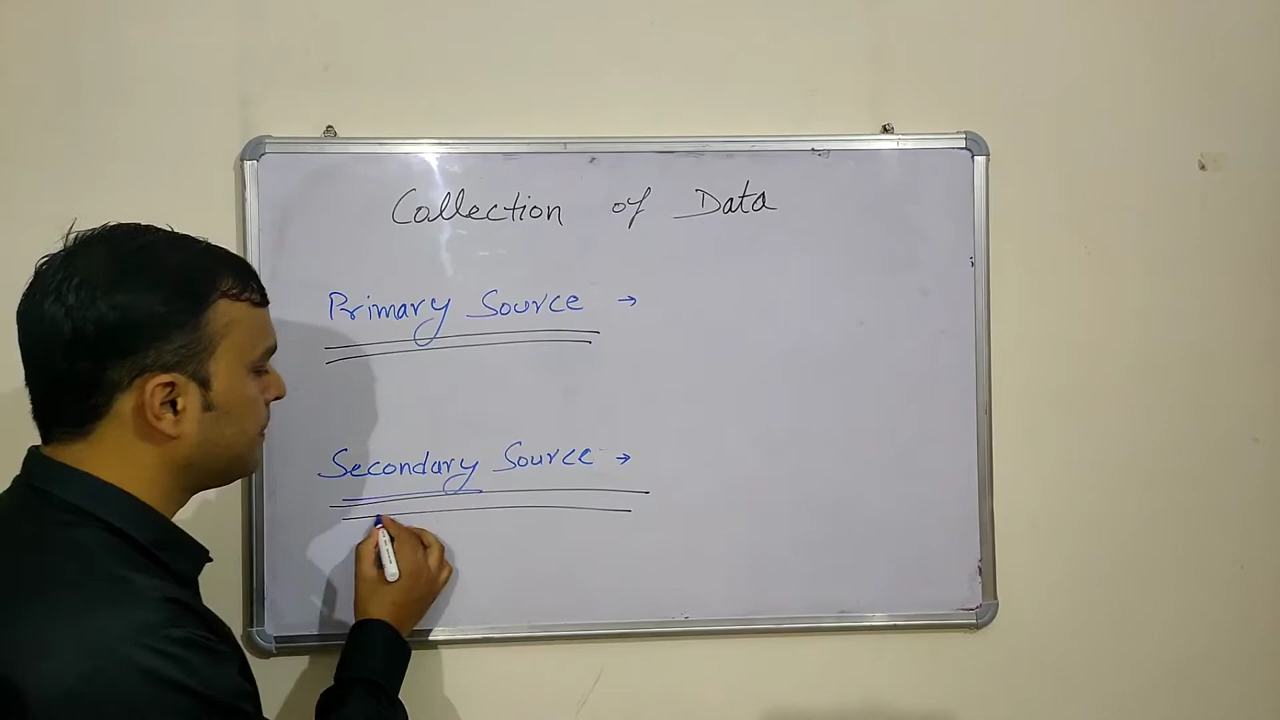 Collection of Data
Primary Source →
Secondary Source →